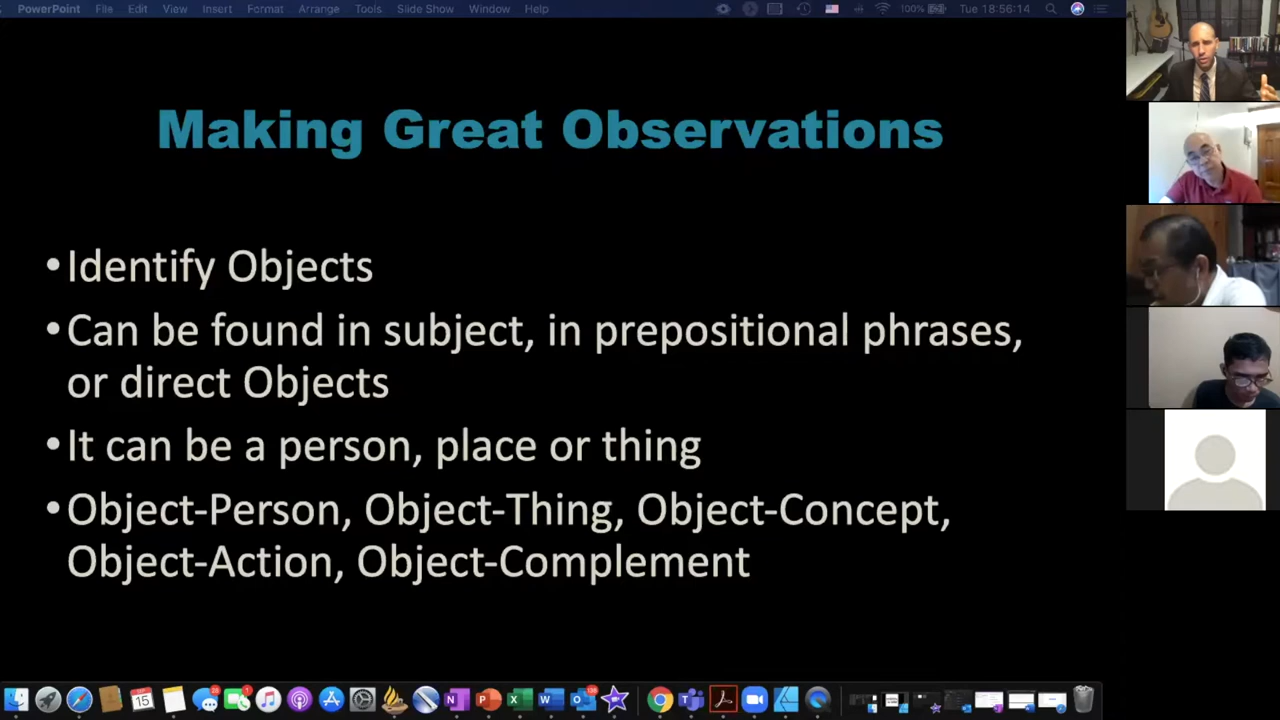 PowerPoint File Edit View Insert Format Arrange Tools Slide Show Window Help 100% Tue 18:56:14
Making Great Observations
•Identify Objects
•Can be found in subject, in prepositional phrases,
or direct Objects
•It can be a person, place or thing
•Object-Person, Object-Thing, Object-Concept,
Object-Action, Object-Complement
15